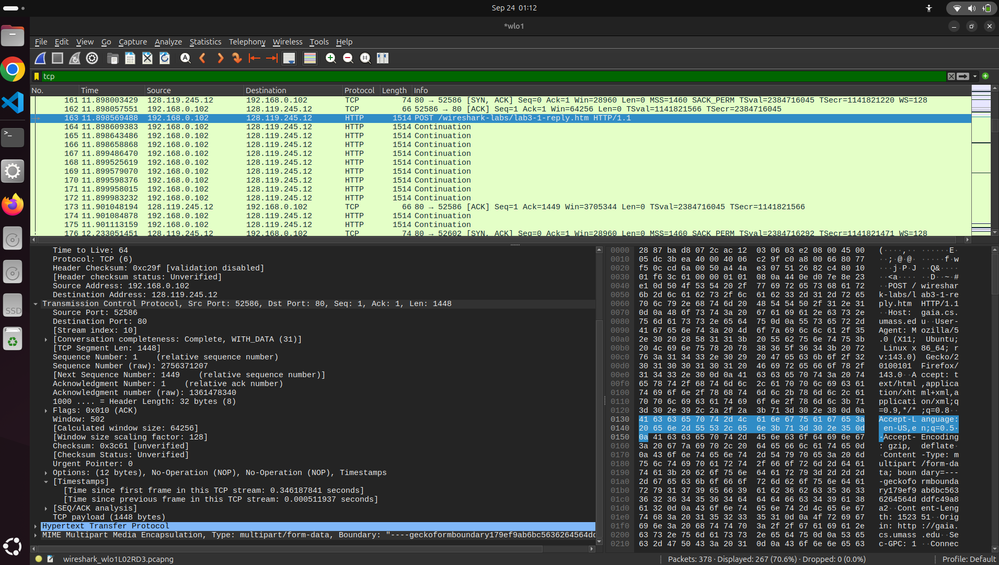 Sep 24 01:12
*wlo1
File Edit View Go Capture Analyze Statistics Telephony Wireless Tools Help
tcp
No. Time Source Destination Protocol Length Info
161 11.898003429 128.119.245.12 192.168.0.102 TCP 74 80 → 52586 [SYN, ACK] Seq=0 Ack=1 Win=28960 Len=0 MSS=1460 SACK_PERM TSval=2384716045 TSecr=1141821220 WS=128
162 11.898057551 192.168.0.102 128.119.245.12 TCP 66 52586 → 80 [ACK] Seq=1 Ack=1 Win=64256 Len=0 TSval=1141821566 TSecr=2384716045
163 11.898569488 192.168.0.102 128.119.245.12 HTTP 1514 POST /wireshark-labs/lab3-1-reply.htm HTTP/1.1
164 11.898609383 192.168.0.102 128.119.245.12 HTTP 1514 Continuation
165 11.898643486 192.168.0.102 128.119.245.12 HTTP 1514 Continuation
166 11.898658868 192.168.0.102 128.119.245.12 HTTP 1514 Continuation
167 11.899486470 192.168.0.102 128.119.245.12 HTTP 1514 Continuation
168 11.899525619 192.168.0.102 128.119.245.12 HTTP 1514 Continuation
169 11.899579070 192.168.0.102 128.119.245.12 HTTP 1514 Continuation
170 11.899598376 192.168.0.102 128.119.245.12 HTTP 1514 Continuation
171 11.899958015 192.168.0.102 128.119.245.12 HTTP 1514 Continuation
172 11.899983232 192.168.0.102 128.119.245.12 HTTP 1514 Continuation
173 11.901048194 128.119.245.12 192.168.0.102 TCP 66 80 → 52586 [ACK] Seq=1 Ack=1449 Win=3705344 Len=0 TSval=2384716045 TSecr=1141821566
174 11.901084878 192.168.0.102 128.119.245.12 HTTP 1514 Continuation
175 11.901113159 192.168.0.102 128.119.245.12 HTTP 1514 Continuation
176 12.233051451 128.119.245.12 192.168.0.102 TCP 74 80 → 52602 [SYN, ACK] Seq=0 Ack=1 Win=28960 Len=0 MSS=1460 SACK_PERM TSval=2384716292 TSecr=1141821471 WS=128
Time to Live: 64
Protocol: TCP (6)
Header Checksum: 0xc29f [validation disabled]
[Header checksum status: Unverified]
Source Address: 192.168.0.102
Destination Address: 128.119.245.12
Transmission Control Protocol, Src Port: 52586, Dst Port: 80, Seq: 1, Ack: 1, Len: 1448
Source Port: 52586
Destination Port: 80
[Stream index: 10]
[Conversation completeness: Complete, WITH_DATA (31)]
[TCP Segment Len: 1448]
Sequence Number: 1    (relative sequence number)
Sequence Number (raw): 2756371207
[Next Sequence Number: 1449    (relative sequence number)]
Acknowledgment Number: 1    (relative ack number)
Acknowledgment number (raw): 1361478340
1000 .... = Header Length: 32 bytes (8)
Flags: 0x010 (ACK)
Window: 502
[Calculated window size: 64256]
[Window size scaling factor: 128]
Checksum: 0x3c61 [unverified]
[Checksum Status: Unverified]
Urgent Pointer: 0
Options: (12 bytes), No-Operation (NOP), No-Operation (NOP), Timestamps
[Timestamps]
[Time since first frame in this TCP stream: 0.346187841 seconds]
[Time since previous frame in this TCP stream: 0.000511937 seconds]
[SEQ/ACK analysis]
TCP payload (1448 bytes)
Hypertext Transfer Protocol
MIME Multipart Media Encapsulation, Type: multipart/form-data, Boundary: "----geckoformboundary179ef9ab6bc5636264564dd
0000 28 87 ba d8 07 2c ac 12 03 06 03 e2 08 00 45 00 (····,·· ······E·
0010 05 dc 3b ea 40 00 40 06 c2 9f c0 a8 00 66 80 77 ··;·@·@· ·····f·w
0020 f5 0c cd 6a 00 50 a4 4a e3 07 51 26 82 c4 80 10 ···j·P·J ··Q&····
0030 01 f6 3c 61 00 00 01 01 08 0a 44 0e d0 7e 8e 23 ··<a···· ··D··~·#
0040 e1 0d 50 4f 53 54 20 2f 77 69 72 65 73 68 61 72 ··POST / wireshar
0050 6b 2d 6c 61 62 73 2f 6c 61 62 33 2d 31 2d 72 65 k-labs/l ab3-1-re
0060 70 6c 79 2e 68 74 6d 20 48 54 54 50 2f 31 2e 31 ply.htm HTTP/1.1
0070 0d 0a 48 6f 73 74 3a 20 67 61 69 61 2e 63 73 2e ··Host: gaia.cs.
0080 75 6d 61 73 73 2e 65 64 75 0d 0a 55 73 65 72 2d umass.ed u··User-
0090 41 67 65 6e 74 3a 20 4d 6f 7a 69 6c 6c 61 2f 35 Agent: M ozilla/5
00a0 2e 30 20 28 58 31 31 3b 20 55 62 75 6e 74 75 3b .0 (X11; Ubuntu;
00b0 20 4c 69 6e 75 78 20 78 38 36 5f 36 34 3b 20 72 Linux x 86_64; r
00c0 76 3a 31 34 33 2e 30 29 20 47 65 63 6b 6f 2f 32 v:143.0) Gecko/2
00d0 30 31 30 30 31 30 31 20 46 69 72 65 66 6f 78 2f 0100101 Firefox/
00e0 31 34 33 2e 30 0d 0a 41 63 63 65 70 74 3a 20 74 143.0··A ccept: t
00f0 65 78 74 2f 68 74 6d 6c 2c 61 70 70 6c 69 63 61 ext/html ,applica
0100 74 69 6f 6e 2f 78 68 74 6d 6c 2b 78 6d 6c 2c 61 tion/xht ml+xml,a
0110 70 70 6c 69 63 61 74 69 6f 6e 2f 78 6d 6c 3b 71 pplicati on/xml;q
0120 3d 30 2e 39 2c 2a 2f 2a 3b 71 3d 30 2e 38 0d 0a =0.9,*/* ;q=0.8··
0130 41 63 63 65 70 74 2d 4c 61 6e 67 75 61 67 65 3a Accept-L anguage:
0140 20 65 6e 2d 55 53 2c 65 6e 3b 71 3d 30 2e 35 0d en-US,e n;q=0.5·
0150 0a 41 63 63 65 70 74 2d 45 6e 63 6f 64 69 6e 67 ·Accept- Encoding
0160 3a 20 67 7a 69 70 2c 20 64 65 66 6c 61 74 65 0d : gzip, deflate·
0170 0a 43 6f 6e 74 65 6e 74 2d 54 79 70 65 3a 20 6d ·Content -Type: m
0180 75 6c 74 69 70 61 72 74 2f 66 6f 72 6d 2d 64 61 ultipart /form-da
0190 74 61 3b 20 62 6f 75 6e 64 61 72 79 3d 2d 2d 2d ta; boun dary=---
01a0 2d 67 65 63 6b 6f 66 6f 72 6d 62 6f 75 6e 64 61 -geckofo rmbounda
01b0 72 79 31 37 39 65 66 39 61 62 36 62 63 35 36 33 ry179ef9 ab6bc563
01c0 36 32 36 34 35 36 34 64 64 64 66 63 34 39 61 38 6264564d ddfc49a8
01d0 61 32 0d 0a 43 6f 6e 74 65 6e 74 2d 4c 65 6e 67 a2··Cont ent-Leng
01e0 74 68 3a 20 31 35 32 33 35 31 0d 0a 4f 72 69 67 th: 1523 51··Orig
01f0 69 6e 3a 20 68 74 74 70 3a 2f 2f 67 61 69 61 2e in: http ://gaia.
0200 63 73 2e 75 6d 61 73 73 2e 65 64 75 0d 0a 53 65 cs.umass .edu··Se
0210 63 2d 47 50 43 3a 20 31 0d 0a 43 6f 6e 6e 65 63 c-GPC: 1 ··Connec
SSD
wireshark_wlo1L02RD3.pcapng
Packets: 378 · Displayed: 267 (70.6%) · Dropped: 0 (0.0%)
Profile: Default